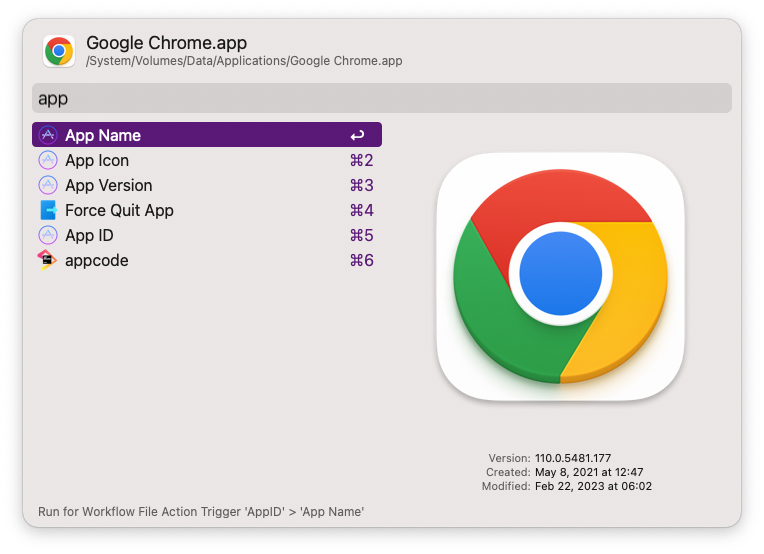 Google Chrome.app
/System/Volumes/Data/Applications/Google Chrome.app
app
App Name ↩
App Icon ⌘2
App Version ⌘3
Force Quit App ⌘4
App ID ⌘5
appcode ⌘6
Version: 110.0.5481.177
Created: May 8, 2021 at 12:47
Modified: Feb 22, 2023 at 06:02
Run for Workflow File Action Trigger 'AppID' > 'App Name'